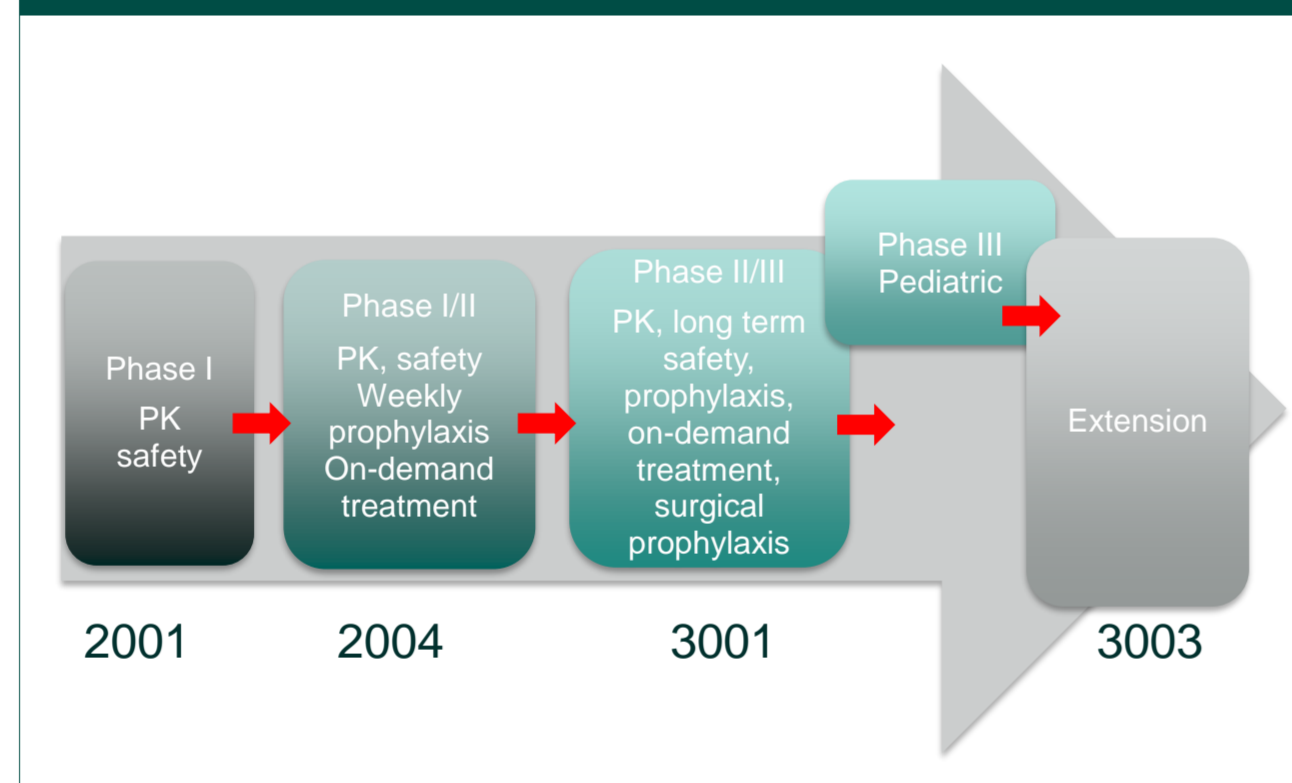 Phase I
PK
safety
Phase I/II
PK, safety
Weekly
prophylaxis
On-demand
treatment
Phase II/III
PK, long term
safety,
prophylaxis,
on-demand
treatment,
surgical
prophylaxis
Phase III
Pediatric
Extension
2001
2004
3001
3003